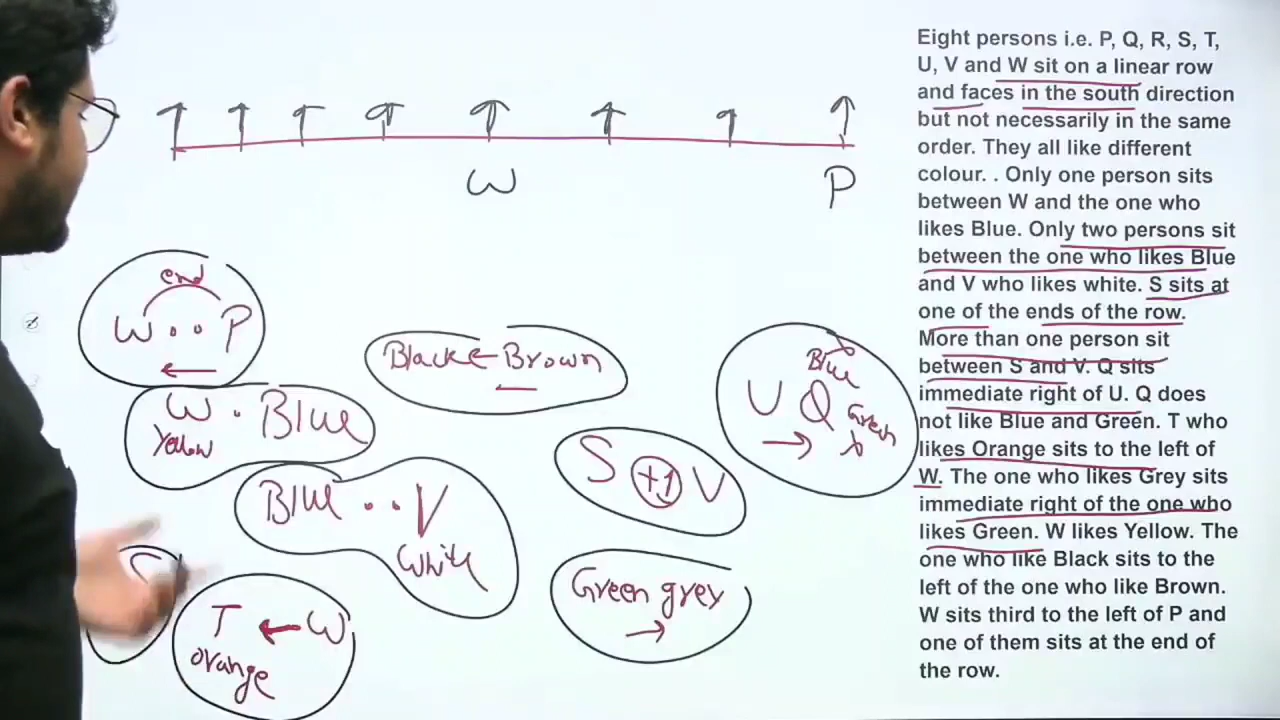 Eight persons i.e. P, Q, R, S, T,
U, V and W sit on a linear row
and faces in the south direction
but not necessarily in the same
order. They all like different
colour. . Only one person sits
between W and the one who
likes Blue. Only two persons sit
between the one who likes Blue
and V who likes white. S sits at
one of the ends of the row.
More than one person sit
between S and V. Q sits
immediate right of U. Q does
not like Blue and Green. T who
likes Orange sits to the left of
W. The one who likes Grey sits
immediate right of the one who
likes Green. W likes Yellow. The
one who like Black sits to the
left of the one who like Brown.
W sits third to the left of P and
one of them sits at the end of
the row.
W P
end
W . . P
W . Blue
Yellow
Blue . . V
White
T ← W
orange
Black ← Brown
S +1 V
Green grey
Blue
U Q Green